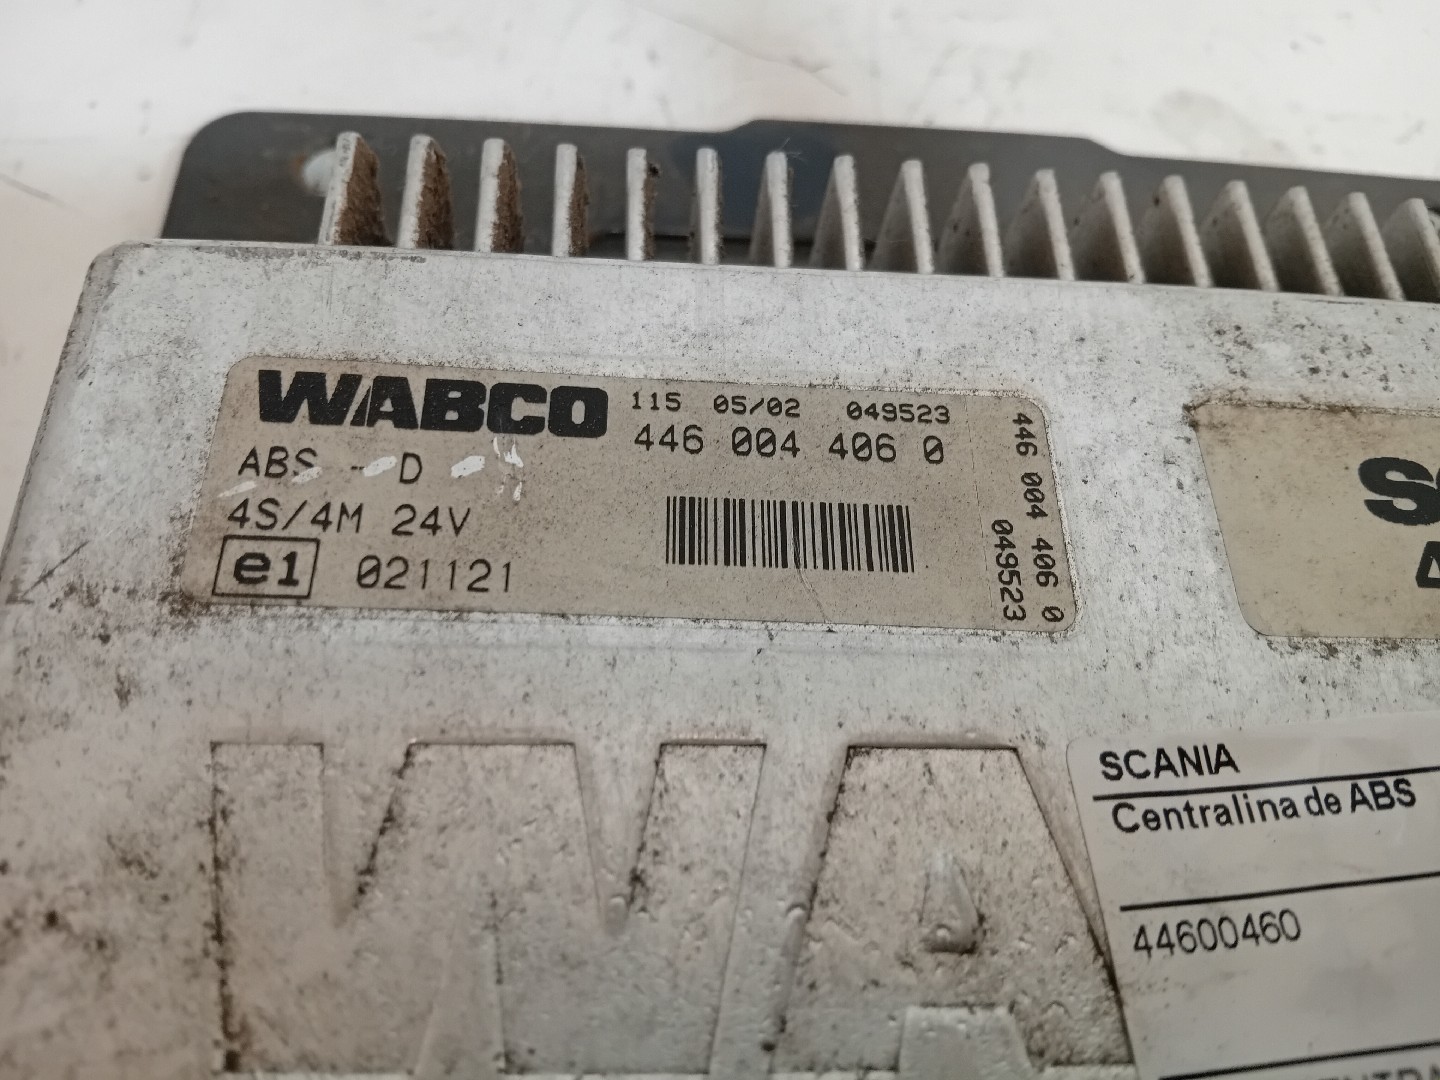 WABCO 115 05/02 049523
446 004 406 0
ABS - D
4S/4M 24V
e1 021121
446 004 406 0
049523
SCANIA
Centralina de ABS
44600460
WA